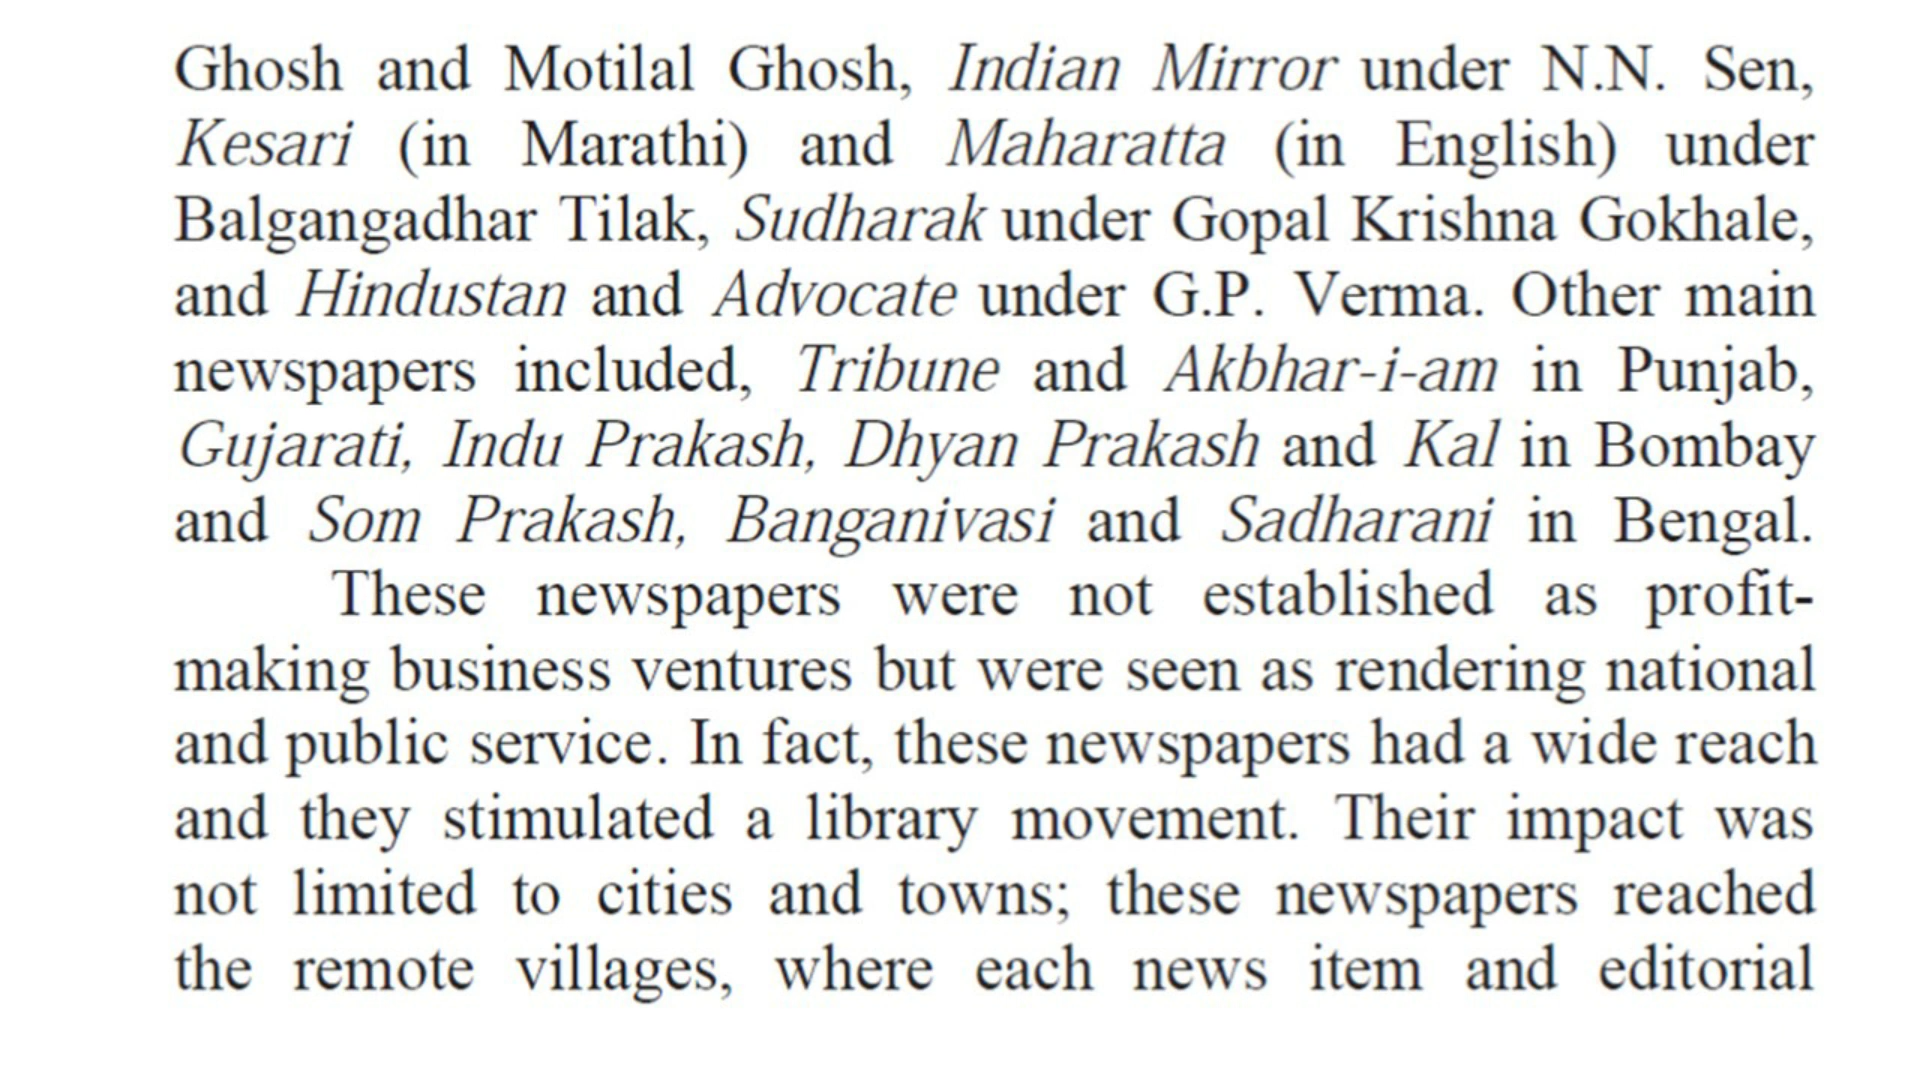 Ghosh and Motilal Ghosh, Indian Mirror under N.N. Sen,
Kesari (in Marathi) and Maharatta (in English) under
Balgangadhar Tilak, Sudharak under Gopal Krishna Gokhale,
and Hindustan and Advocate under G.P. Verma. Other main
newspapers included, Tribune and Akbhar-i-am in Punjab,
Gujarati, Indu Prakash, Dhyan Prakash and Kal in Bombay
and Som Prakash, Banganivasi and Sadharani in Bengal.
These newspapers were not established as profit-
making business ventures but were seen as rendering national
and public service. In fact, these newspapers had a wide reach
and they stimulated a library movement. Their impact was
not limited to cities and towns; these newspapers reached
the remote villages, where each news item and editorial